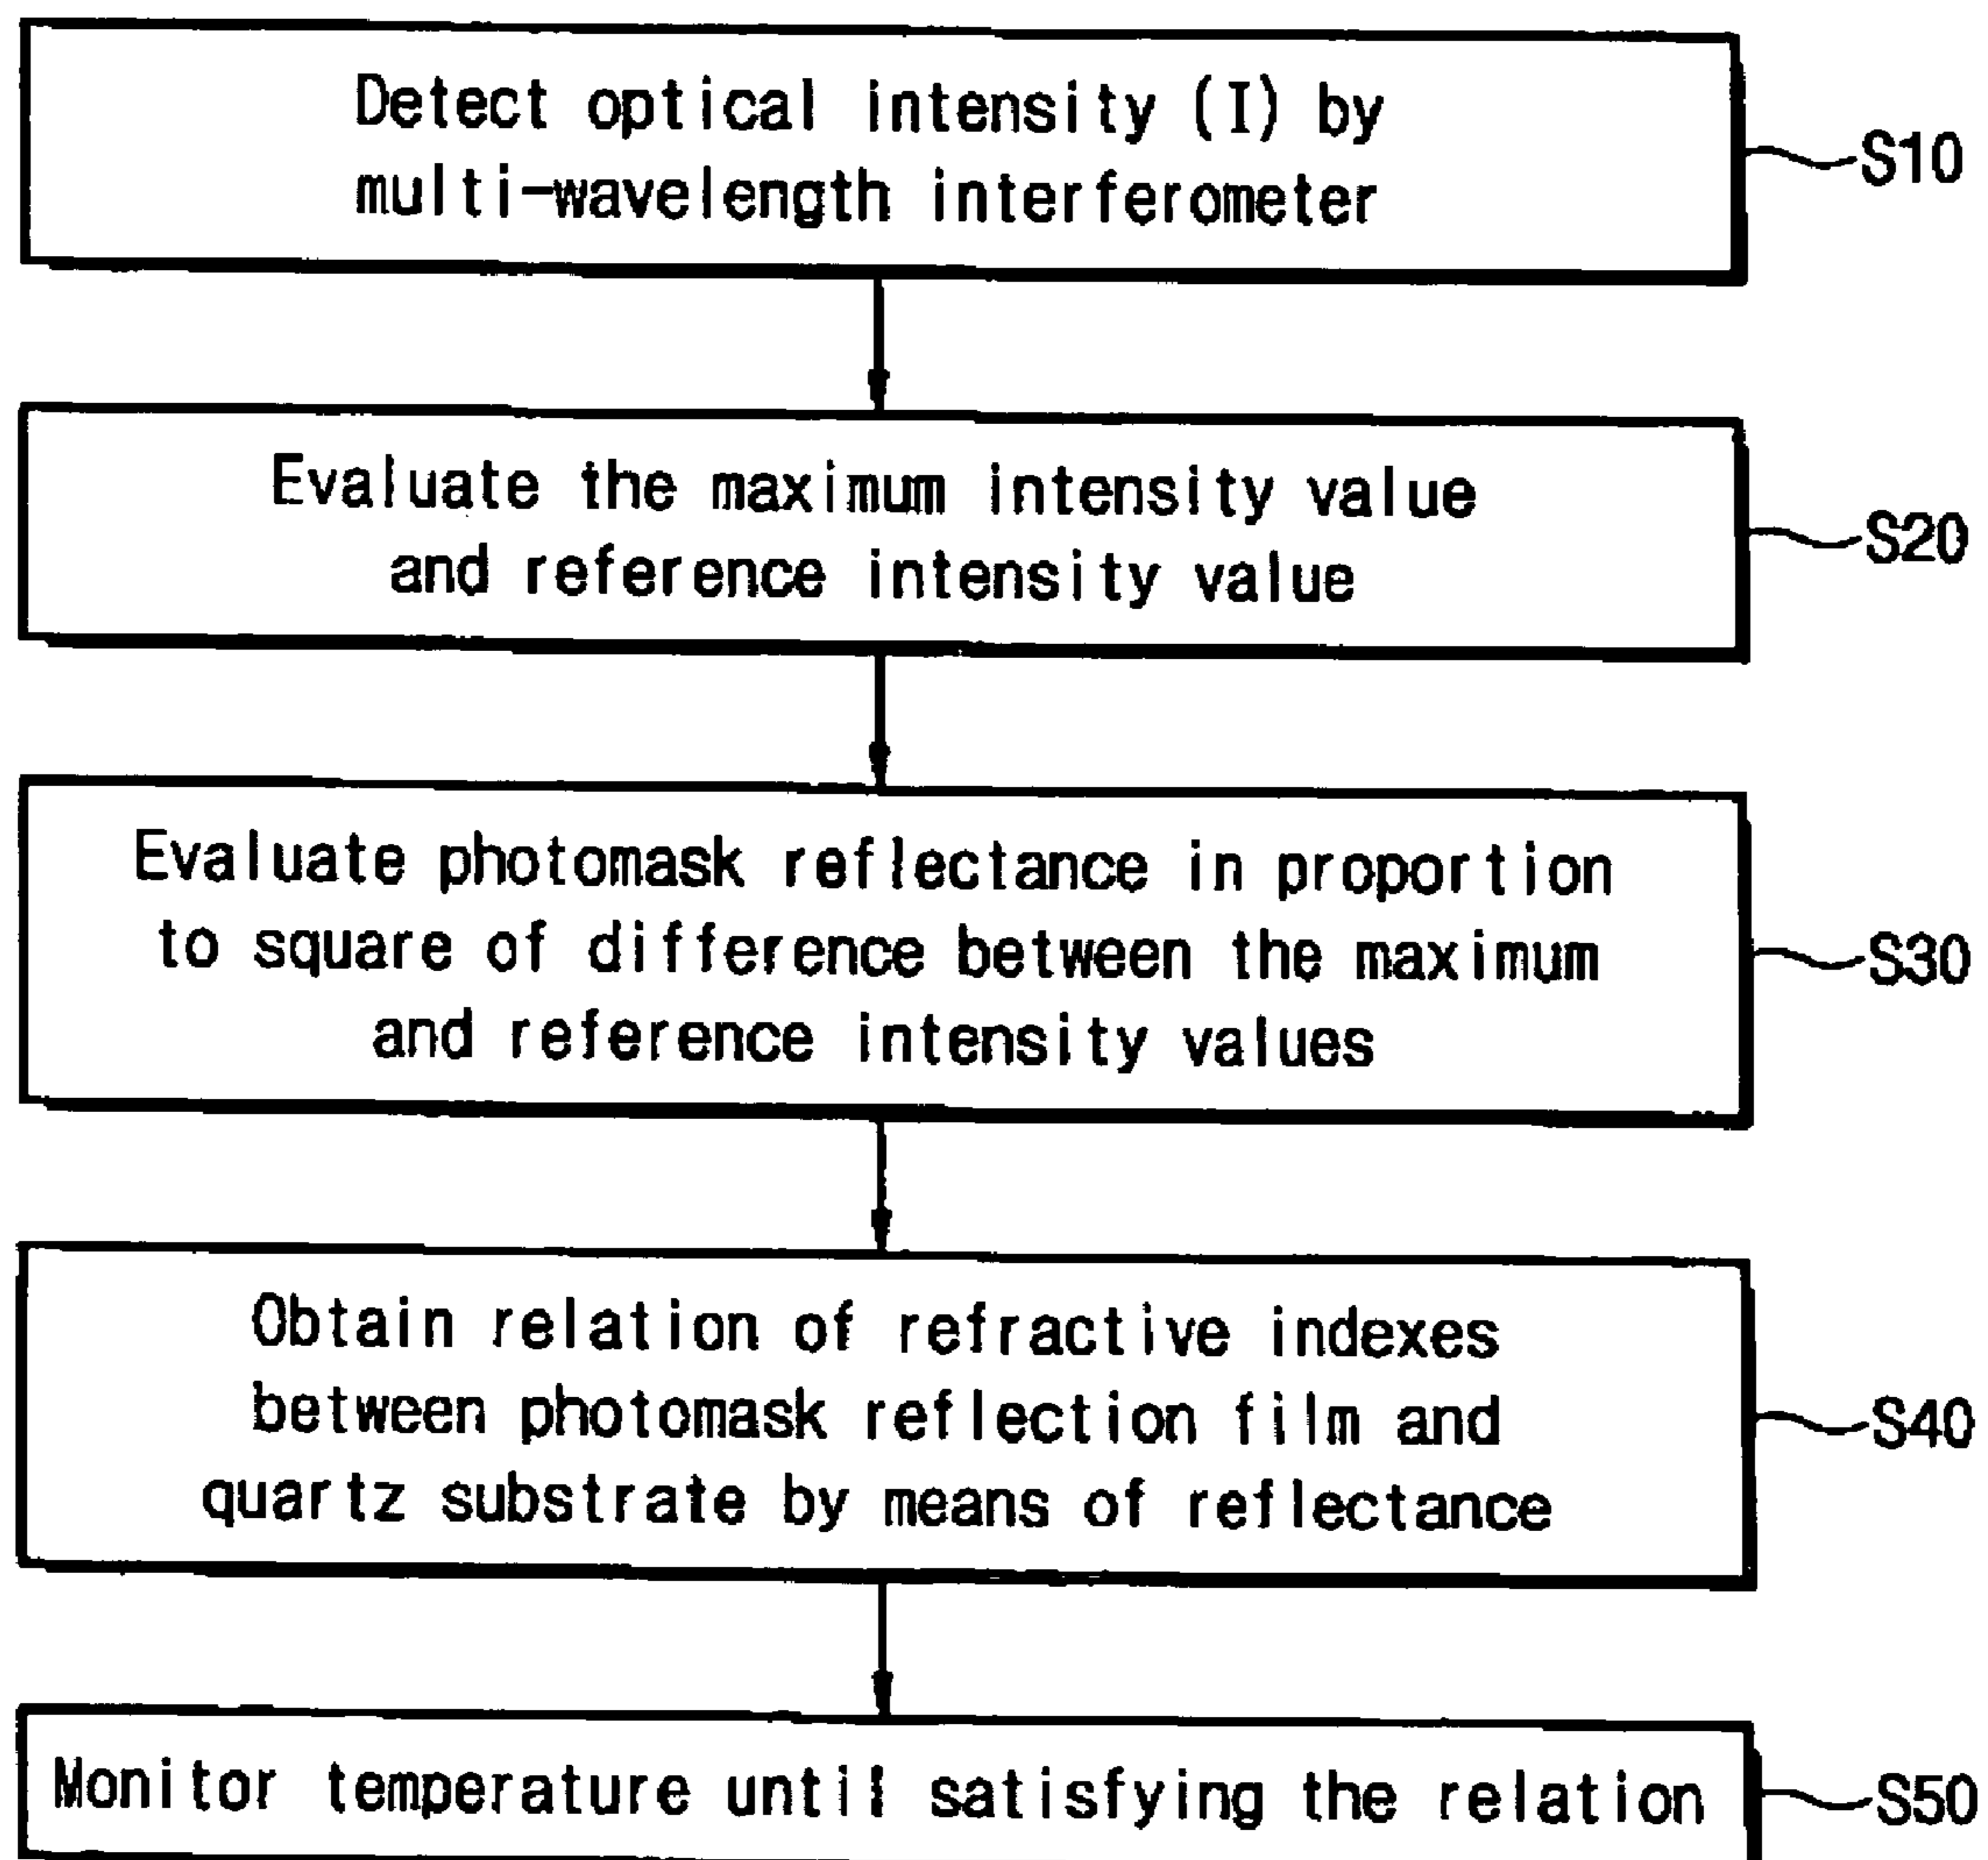 Detect optical intensity (I) by
multi-wavelength interferometer
S10
Evaluate the maximum intensity value
and reference intensity value
S20
Evaluate photomask reflectance in proportion
to square of difference between the maximum
and reference intensity values
S30
Obtain relation of refractive indexes
between photomask reflection film and
quartz substrate by means of reflectance
S40
Monitor temperature until satisfying the relation
S50